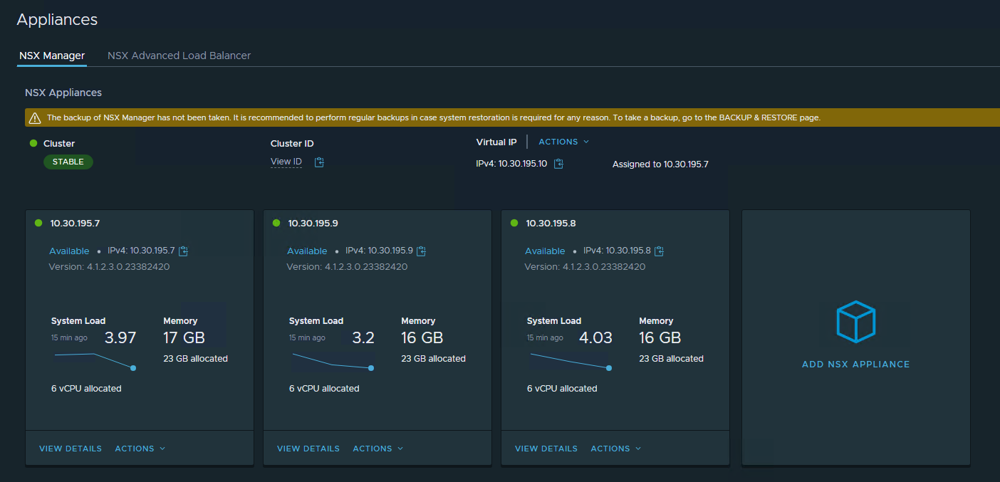 Appliances
NSX Manager
NSX Advanced Load Balancer
NSX Appliances
The backup of NSX Manager has not been taken. It is recommended to perform regular backups in case system restoration is required for any reason. To take a backup, go to the BACKUP & RESTORE page.
Cluster
STABLE
Cluster ID
View ID
Virtual IP
ACTIONS
IPv4: 10.30.195.10
Assigned to 10.30.195.7
10.30.195.7
Available • IPv4: 10.30.195.7
Version: 4.1.2.3.0.23382420
System Load
15 min ago 3.97
6 vCPU allocated
Memory
17 GB
23 GB allocated
VIEW DETAILS ACTIONS
10.30.195.9
Available • IPv4: 10.30.195.9
Version: 4.1.2.3.0.23382420
System Load
15 min ago 3.2
6 vCPU allocated
Memory
16 GB
23 GB allocated
VIEW DETAILS ACTIONS
10.30.195.8
Available • IPv4: 10.30.195.8
Version: 4.1.2.3.0.23382420
System Load
15 min ago 4.03
6 vCPU allocated
Memory
16 GB
23 GB allocated
VIEW DETAILS ACTIONS
ADD NSX APPLIANCE